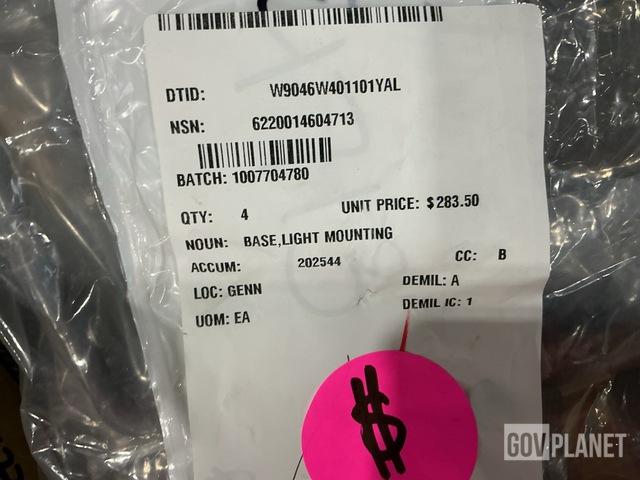 DTID: W9046W401101YAL
NSN: 6220014604713
BATCH: 1007704780
QTY: 4 UNIT PRICE: $283.50
NOUN: BASE,LIGHT MOUNTING
ACCUM: 202544 CC: B
LOC: GENN DEMIL: A
UOM: EA DEMIL IC: 1
$
GOVPLANET